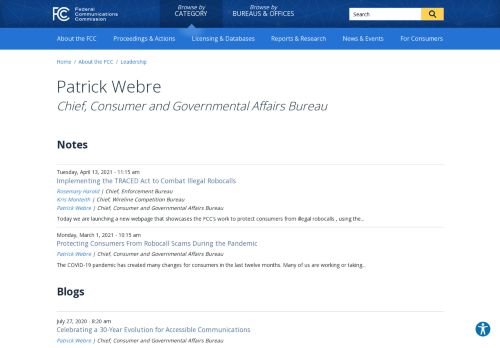 FCC
Federal
Communications
Commission
Browse by
CATEGORY
Browse by
BUREAUS & OFFICES
Search
About the FCC
Proceedings & Actions
Licensing & Databases
Reports & Research
News & Events
For Consumers
Home / About the FCC / Leadership
Patrick Webre
Chief, Consumer and Governmental Affairs Bureau
Notes
Tuesday, April 13, 2021 - 11:15 am
Implementing the TRACED Act to Combat Illegal Robocalls
Rosemary Harold | Chief, Enforcement Bureau
Kris Monteith | Chief, Wireline Competition Bureau
Patrick Webre | Chief, Consumer and Governmental Affairs Bureau
Today we are launching a new webpage that showcases the FCC's work to protect consumers from illegal robocalls , using the...
Monday, March 1, 2021 - 10:15 am
Protecting Consumers From Robocall Scams During the Pandemic
Patrick Webre | Chief, Consumer and Governmental Affairs Bureau
The COVID-19 pandemic has created many changes for consumers in the last twelve months. Many of us are working or taking...
Blogs
July 27, 2020 - 8:20 am
Celebrating a 30-Year Evolution for Accessible Communications
Patrick Webre | Chief, Consumer and Governmental Affairs Bureau